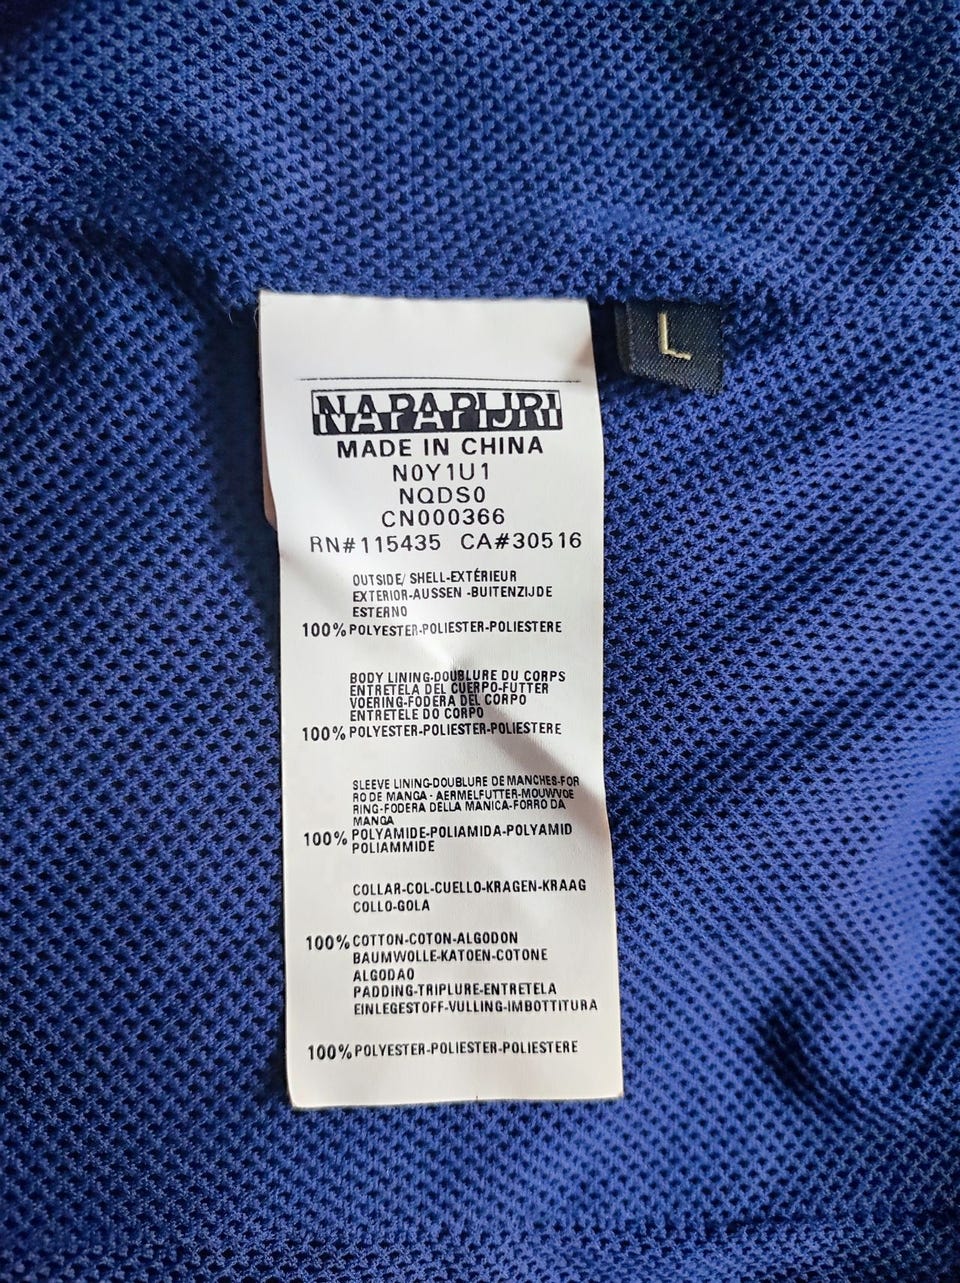 L
NAPAPIJRI
MADE IN CHINA
N0Y1U1
NQDS0
CN000366
RN#115435 CA#30516
OUTSIDE/ SHELL-EXTÉRIEUR
EXTERIOR-AUSSEN -BUITENZIJDE
ESTERNO
100% POLYESTER-POLIESTER-POLIESTERE
BODY LINING-DOUBLURE DU CORPS
ENTRETELA DEL CUERPO-FUTTER
VOERING-FODERA DEL CORPO
ENTRETELE DO CORPO
100% POLYESTER-POLIESTER-POLIESTERE
SLEEVE LINING-DOUBLURE DE MANCHES-FOR
RO DE MANGA - AERMELFUTTER-MOUWVOE
RING-FODERA DELLA MANICA-FORRO DA
MANGA
100% POLYAMIDE-POLIAMIDA-POLYAMID
POLIAMMIDE
COLLAR-COL-CUELLO-KRAGEN-KRAAG
COLLO-GOLA
100% COTTON-COTON-ALGODON
BAUMWOLLE-KATOEN-COTONE
ALGODAO
PADDING-TRIPLURE-ENTRETELA
EINLEGESTOFF-VULLING-IMBOTTITURA
100% POLYESTER-POLIESTER-POLIESTERE